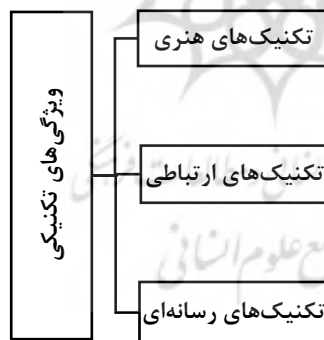 ویژگی‌های تکنیکی
تکنیک‌های هنری
تکنیک‌های ارتباطی
تکنیک‌های رسانه‌ای